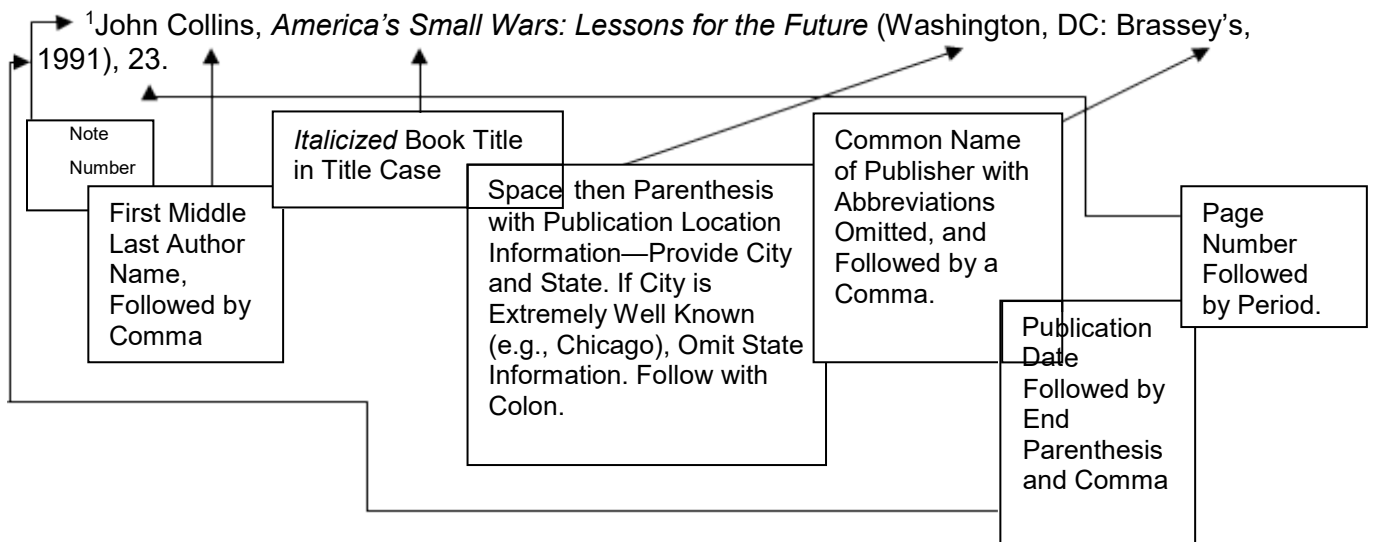 ¹John Collins, America's Small Wars: Lessons for the Future (Washington, DC: Brassey's,
1991), 23.
Note
Number
First Middle
Last Author
Name,
Followed by
Comma
Italicized Book Title
in Title Case
Space then Parenthesis
with Publication Location
Information—Provide City
and State. If City is
Extremely Well Known
(e.g., Chicago), Omit State
Information. Follow with
Colon.
Common Name
of Publisher with
Abbreviations
Omitted, and
Followed by a
Comma.
Publication
Date
Followed by
End
Parenthesis
and Comma
Page
Number
Followed
by Period.